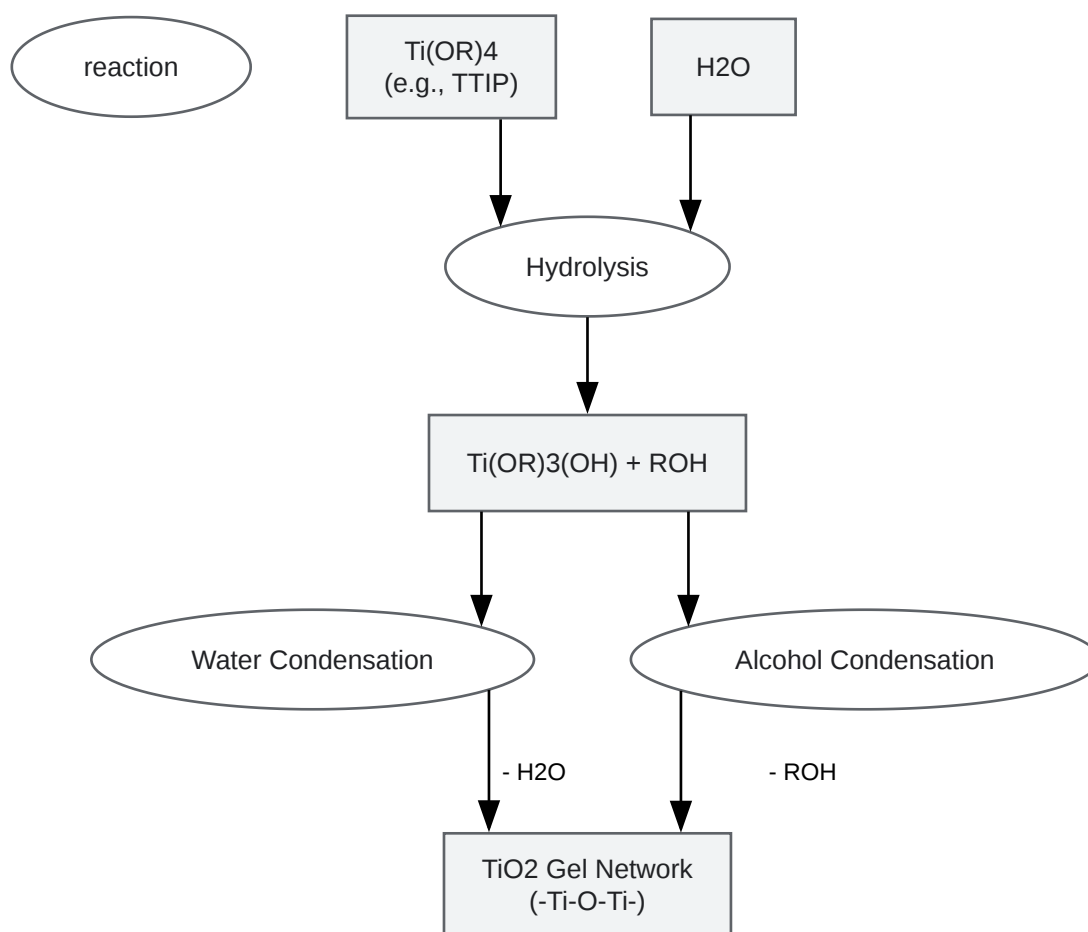 reaction
Ti(OR)4
(e.g., TTIP)
H2O
Hydrolysis
Ti(OR)3(OH) + ROH
Water Condensation
Alcohol Condensation
- H2O
- ROH
TiO2 Gel Network
(-Ti-O-Ti-)